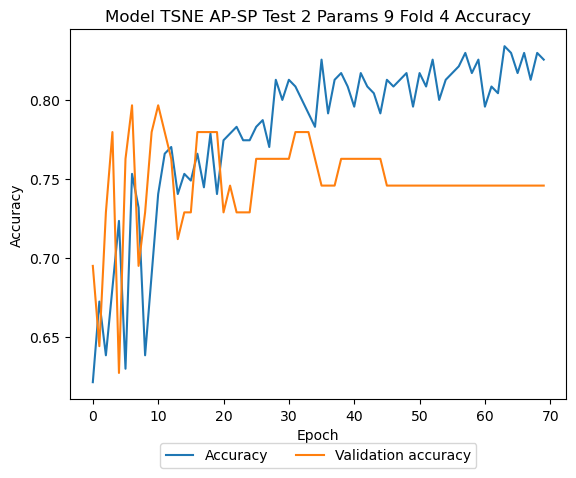 Model TSNE AP-SP Test 2 Params 9 Fold 4 Accuracy
Accuracy
0.80
0.75
0.70
0.65
0 10 20 30 40 50 60 70
Epoch
Accuracy Validation accuracy